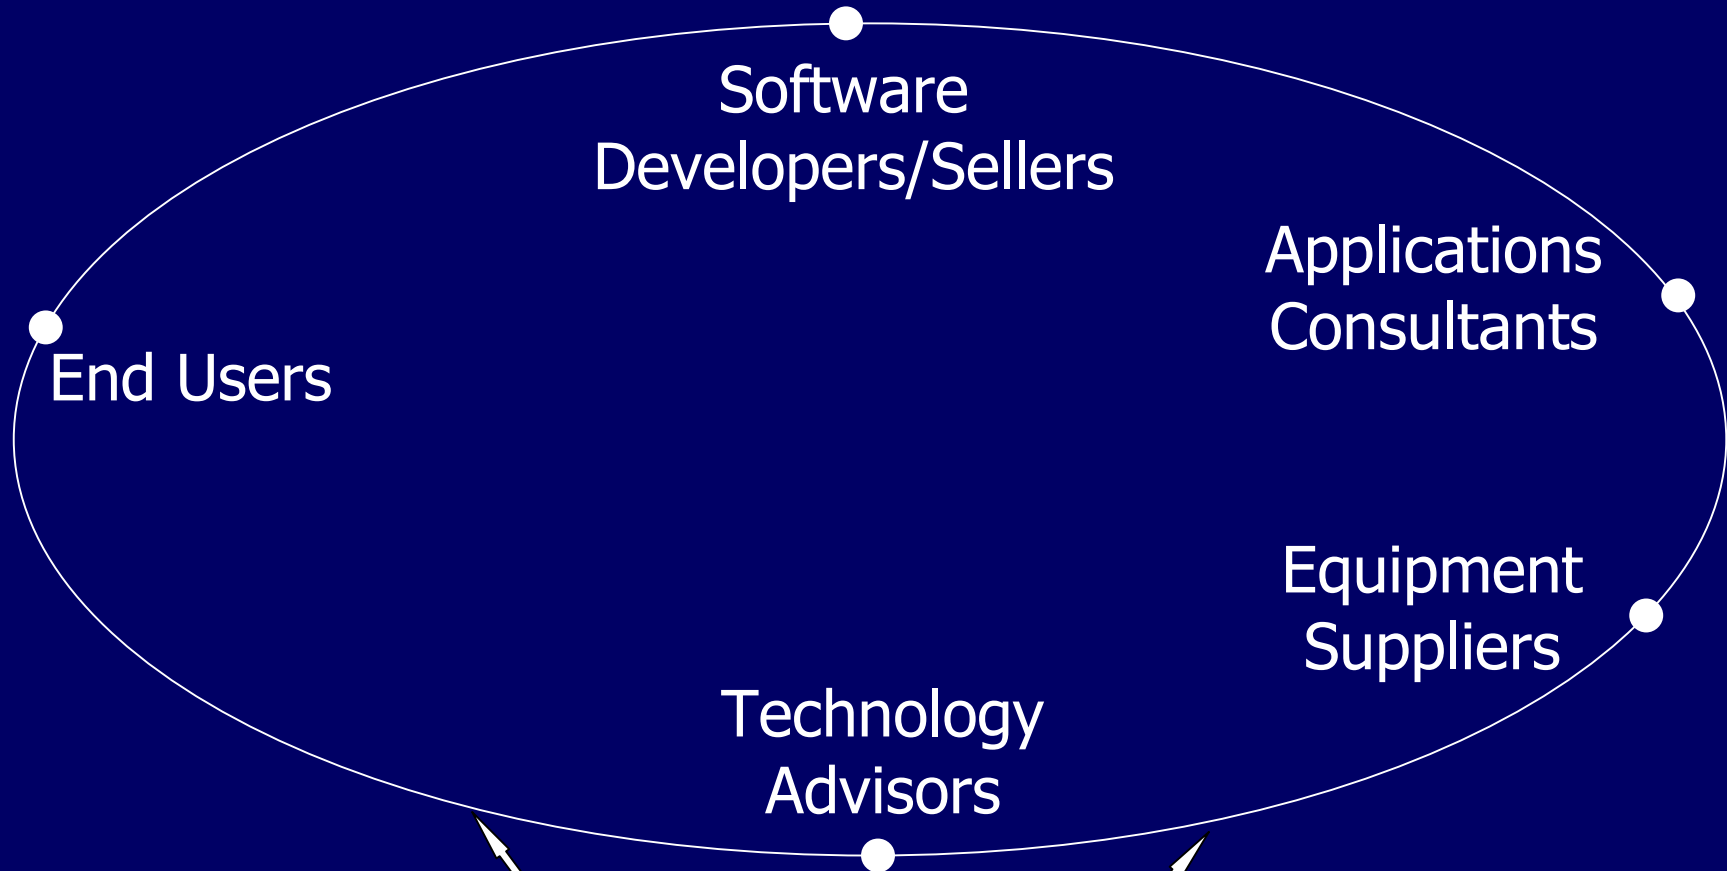 Software
Developers/Sellers
Applications
Consultants
End Users
Equipment
Suppliers
Technology
Advisors